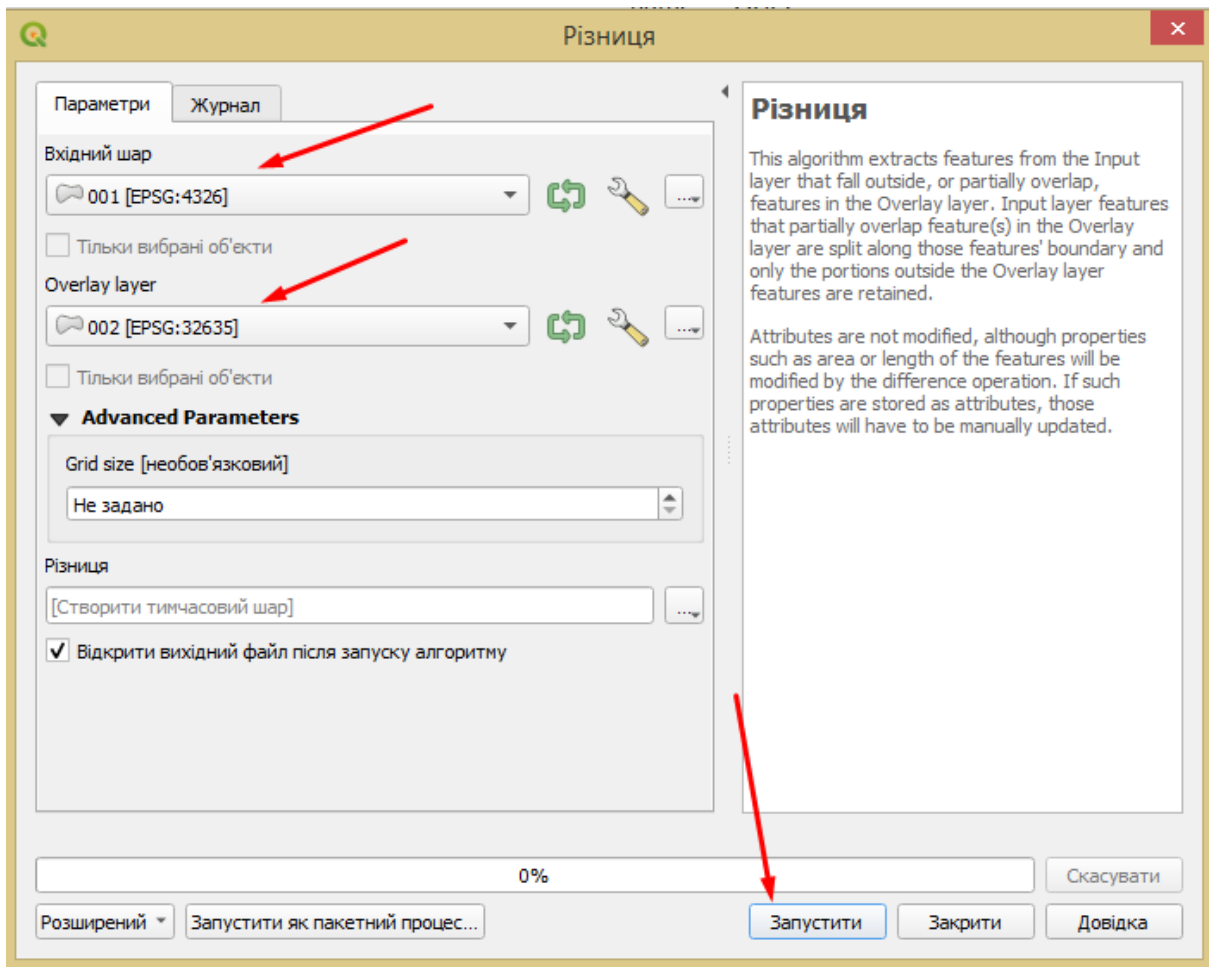 Різниця
Параметри
Журнал
Вхідний шар
001 [EPSG:4326]
...
Тільки вибрані об'єкти
Overlay layer
002 [EPSG:32635]
...
Тільки вибрані об'єкти
Advanced Parameters
Grid size [необов'язковий]
Не задано
Різниця
[Створити тимчасовий шар]
...
Відкрити вихідний файл після запуску алгоритму
Різниця
This algorithm extracts features from the Input
layer that fall outside, or partially overlap,
features in the Overlay layer. Input layer features
that partially overlap feature(s) in the Overlay
layer are split along those features' boundary and
only the portions outside the Overlay layer
features are retained.
Attributes are not modified, although properties
such as area or length of the features will be
modified by the difference operation. If such
properties are stored as attributes, those
attributes will have to be manually updated.
0%
Скасувати
Розширений
Запустити як пакетний процес...
Запустити
Закрити
Довідка